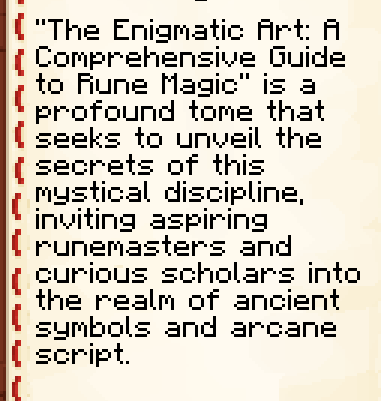 "The Enigmatic Art: A
Comprehensive Guide
to Rune Magic" is a
profound tome that
seeks to unveil the
secrets of this
mystical discipline,
inviting aspiring
runemasters and
curious scholars into
the realm of ancient
symbols and arcane
script.